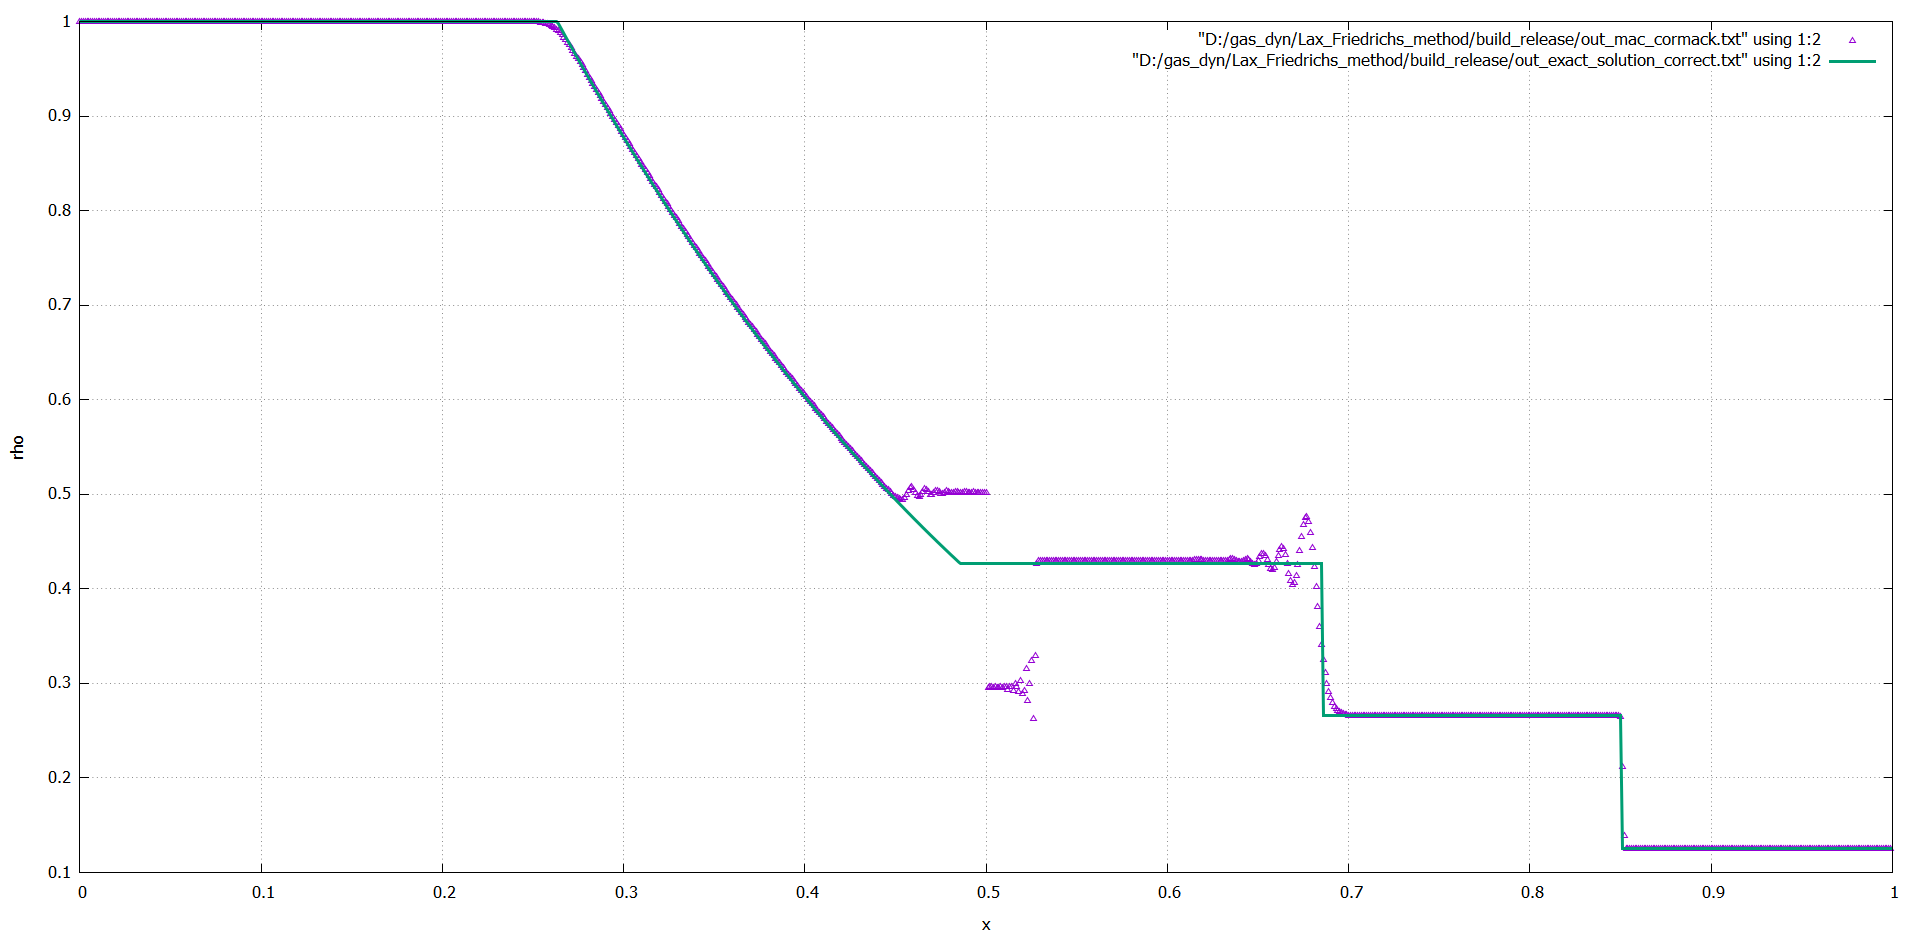 "D:/gas_dyn/Lax_Friedrichs_method/build_release/out_mac_cormack.txt" using 1:2
"D:/gas_dyn/Lax_Friedrichs_method/build_release/out_exact_solution_correct.txt" using 1:2
1
0.9
0.8
0.7
0.6
0.5
0.4
0.3
0.2
0.1
rho
0 0.1 0.2 0.3 0.4 0.5 0.6 0.7 0.8 0.9 1
x